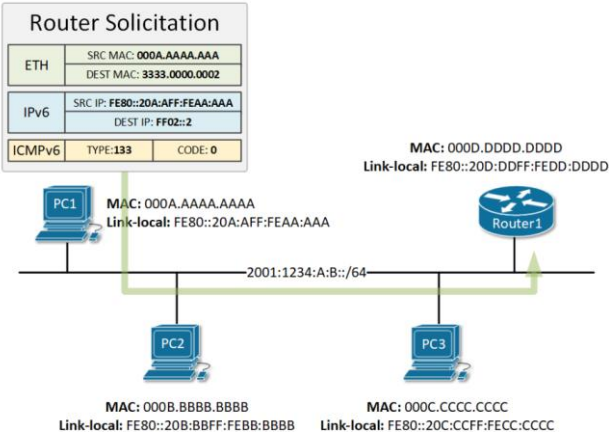 Router Solicitation
ETH
SRC MAC: 000A.AAAA.AAA
DEST MAC: 3333.0000.0002
IPv6
SRC IP: FE80::20A:AFF:FEAA:AAA
DEST IP: FF02::2
ICMPv6
TYPE:133
CODE: 0
MAC: 000D.DDDD.DDDD
Link-local: FE80::20D:DDFF:FEDD:DDDD
PC1
MAC: 000A.AAAA.AAAA
Link-local: FE80::20A:AFF:FEAA:AAA
Router1
2001:1234:A:B::/64
PC2
PC3
MAC: 000B.BBBB.BBBB
Link-local: FE80::20B:BBFF:FEBB:BBBB
MAC: 000C.CCCC.CCCC
Link-local: FE80::20C:CCFF:FECC:CCCC